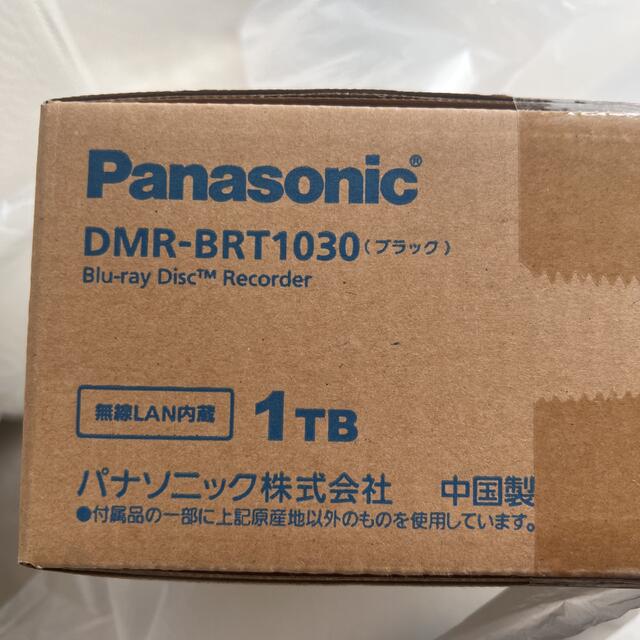 Panasonic®
DMR-BRT1030(ブラック)
Blu-ray Disc™ Recorder
無線LAN内蔵 1TB
パナソニック株式会社 中国製
●付属品の一部に上記原産地以外のものを使用しています。